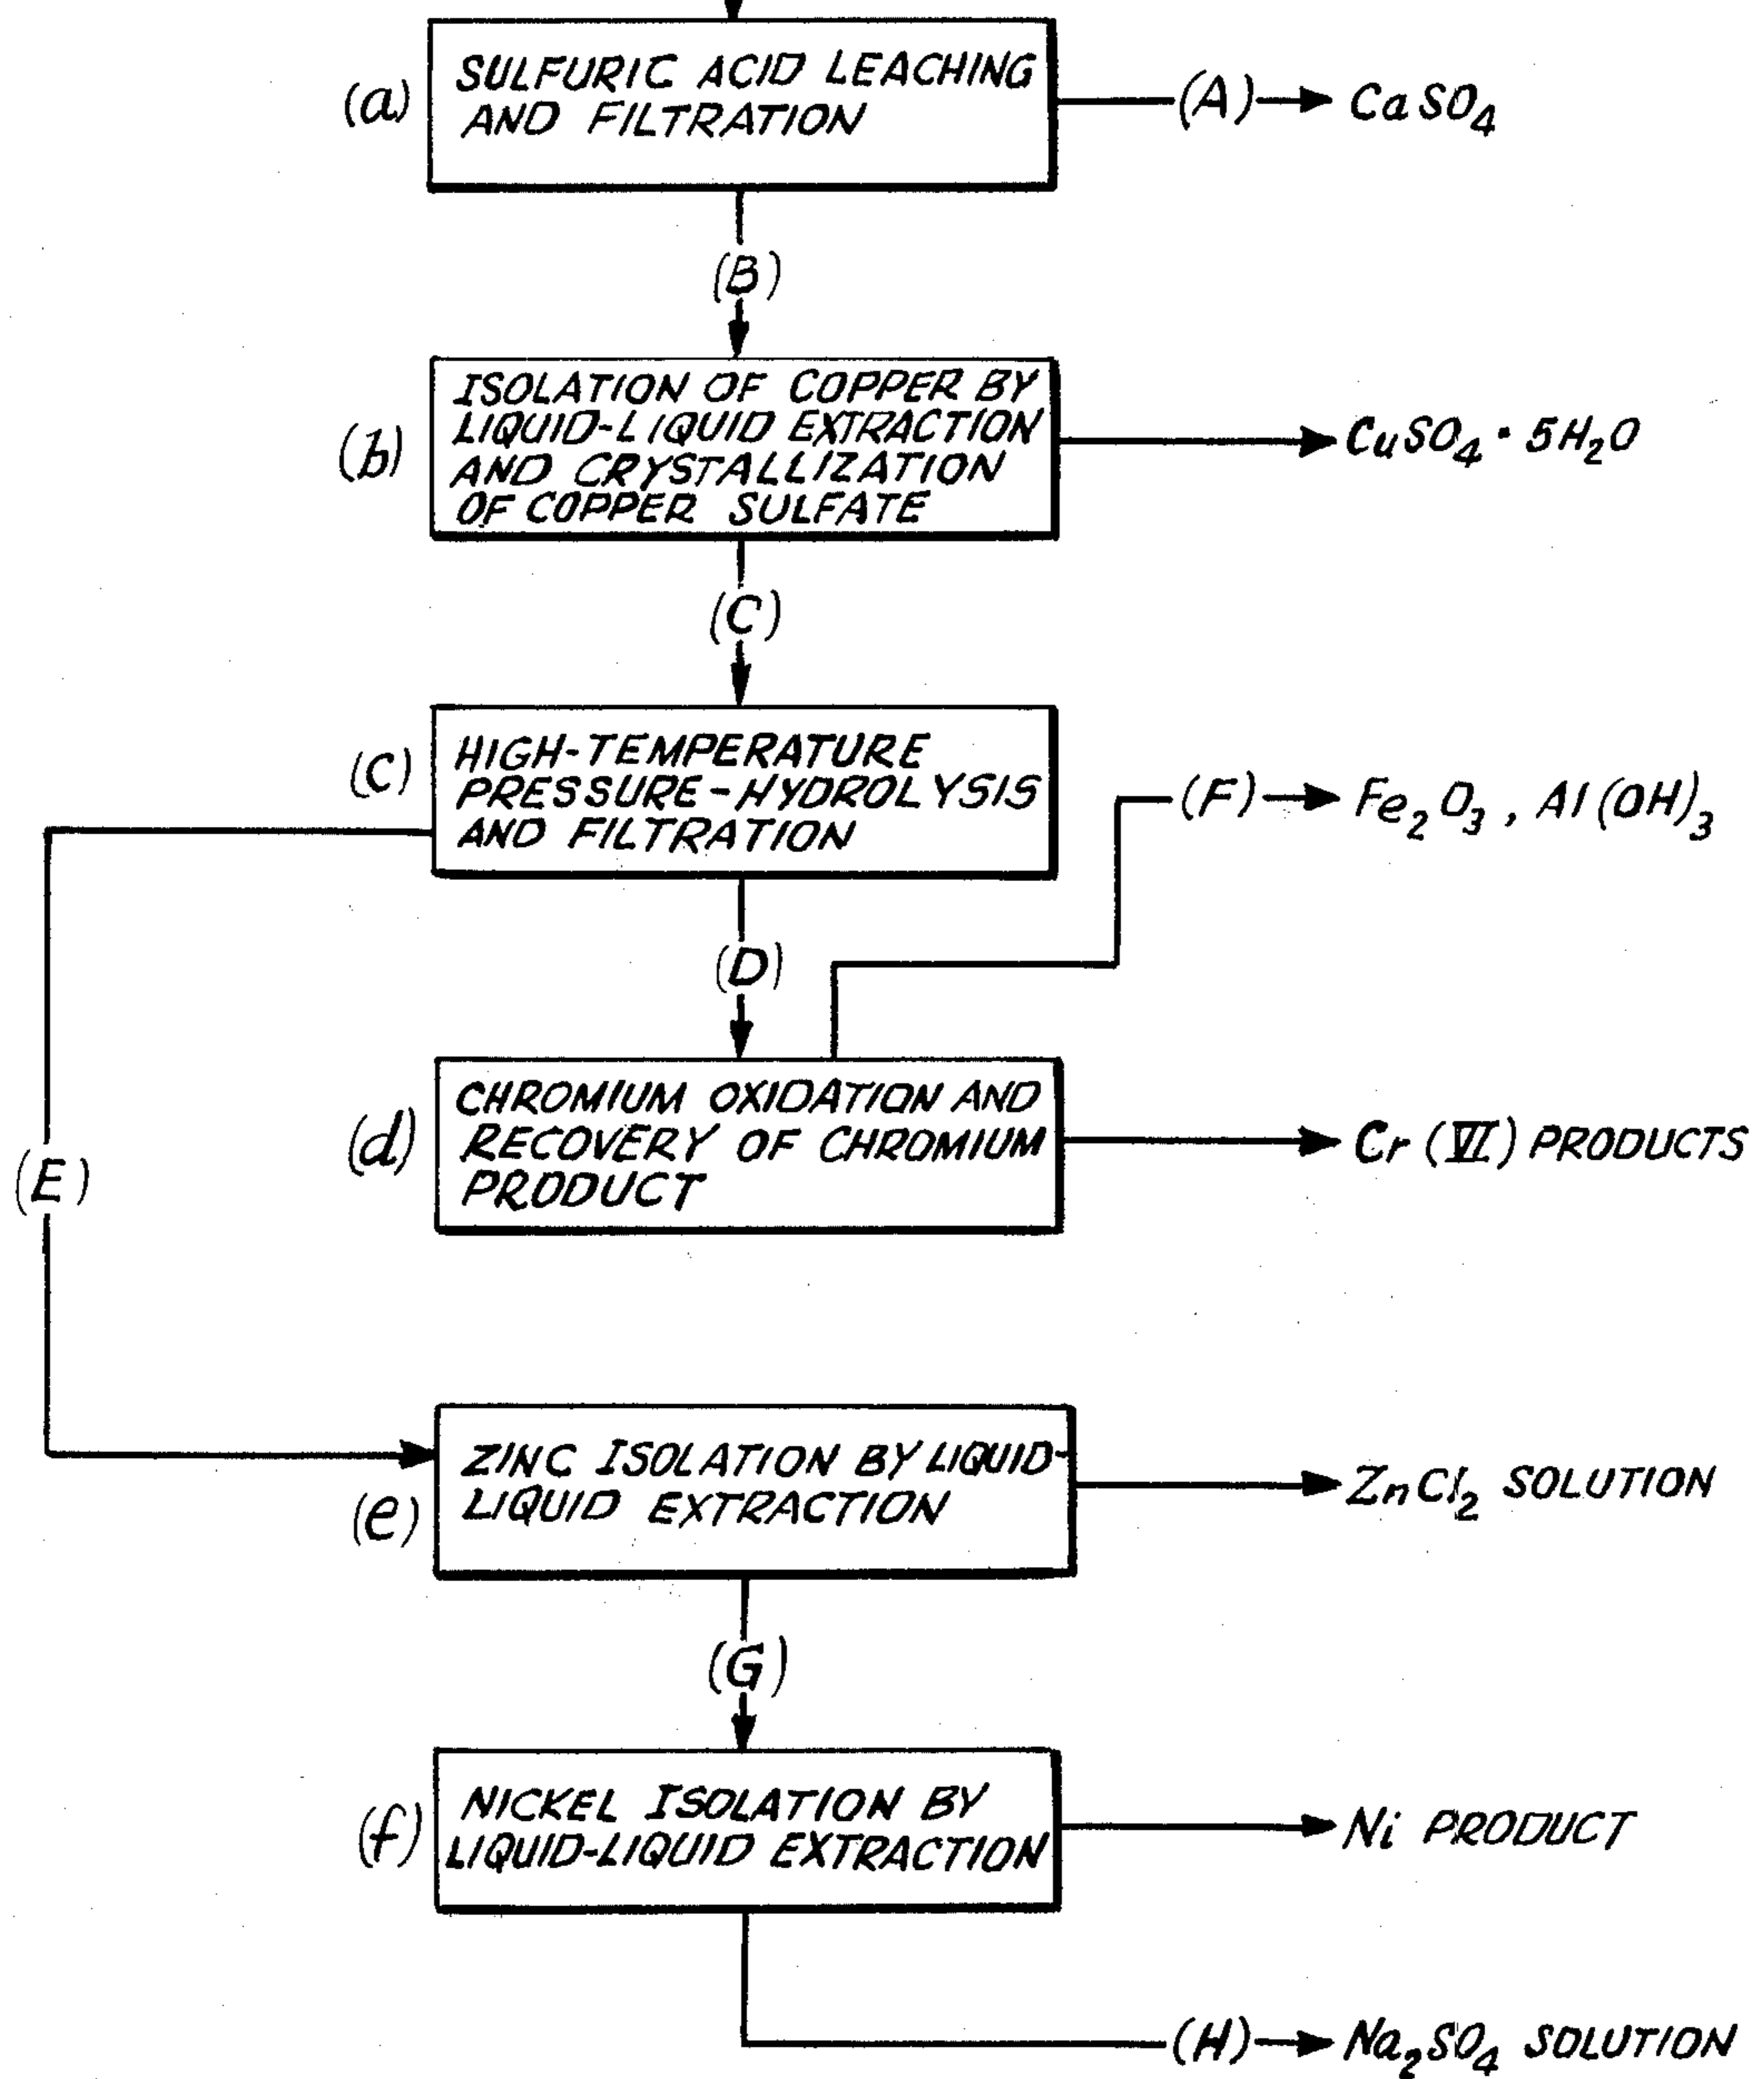 (a)
SULFURIC ACID LEACHING
AND FILTRATION
(A)
CaSO₄
(B)
(b)
ISOLATION OF COPPER BY
LIQUID-LIQUID EXTRACTION
AND CRYSTALLIZATION
OF COPPER SULFATE
CuSO₄ · 5H₂O
(C)
(c)
HIGH-TEMPERATURE
PRESSURE-HYDROLYSIS
AND FILTRATION
(F)
Fe₂O₃, Al(OH)₃
(D)
(d)
CHROMIUM OXIDATION AND
RECOVERY OF CHROMIUM
PRODUCT
Cr (VI) PRODUCTS
(E)
(e)
ZINC ISOLATION BY LIQUID-
LIQUID EXTRACTION
ZnCl₂ SOLUTION
(G)
(f)
NICKEL ISOLATION BY
LIQUID-LIQUID EXTRACTION
Ni PRODUCT
(H)
Na₂SO₄ SOLUTION